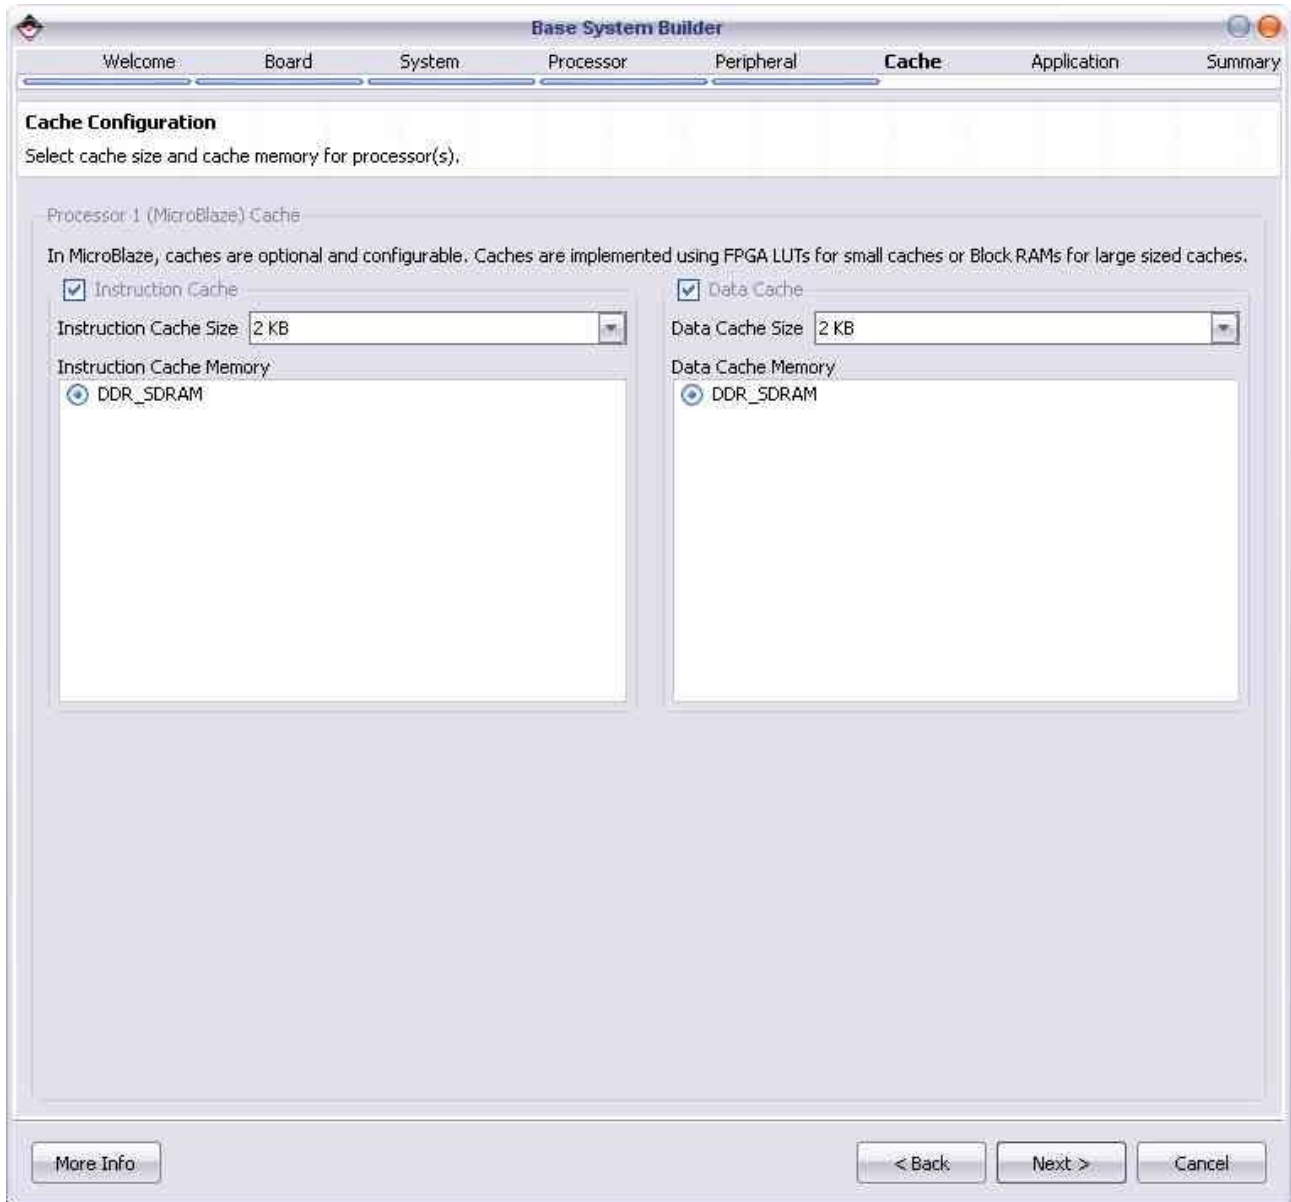 Base System Builder
Welcome Board System Processor Peripheral Cache Application Summary
Cache Configuration
Select cache size and cache memory for processor(s).
Processor 1 (MicroBlaze) Cache
In MicroBlaze, caches are optional and configurable. Caches are implemented using FPGA LUTs for small caches or Block RAMs for large sized caches.
Instruction Cache
Instruction Cache Size 2 KB
Instruction Cache Memory
DDR_SDRAM
Data Cache
Data Cache Size 2 KB
Data Cache Memory
DDR_SDRAM
More Info < Back Next > Cancel